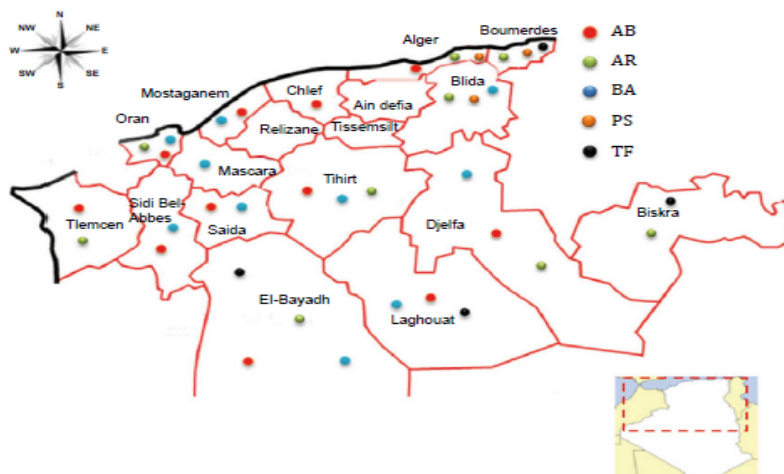 N
NW NE
W E
SW SE
S
Alger
Boumerdes
AB
AR
BA
PS
TF
Mostaganem
Chlef
Ain defia
Blida
Oran
Relizane
Tissemsilt
Mascara
Tihirt
Tlemcen
Sidi Bel-
Abbes
Saida
Djelfa
Biskra
El-Bayadh
Laghouat